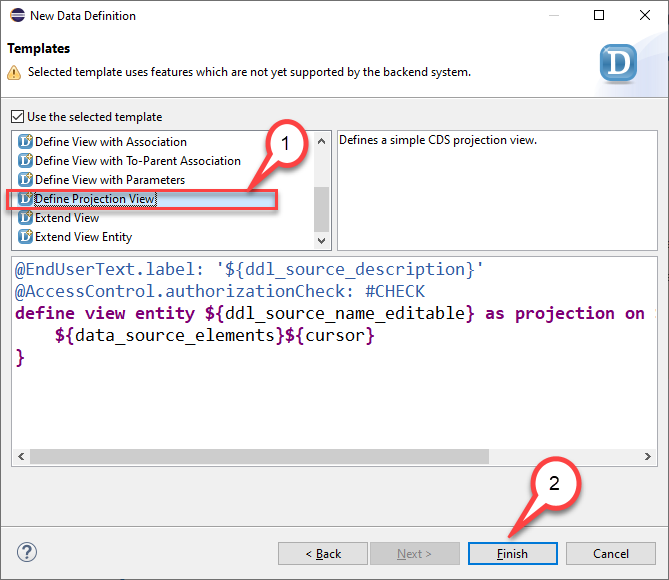 New Data Definition
Templates
Selected template uses features which are not yet supported by the backend system.
D
Use the selected template
1
Define View with Association
Define View with To-Parent Association
Define View with Parameters
Define Projection View
Extend View
Extend View Entity
Defines a simple CDS projection view.
@EndUserText.label: '${ddl_source_description}'
@AccessControl.authorizationCheck: #CHECK
define view entity ${ddl_source_name_editable} as projection on
${data_source_elements}${cursor}
}
2
?
< Back
Next >
Finish
Cancel